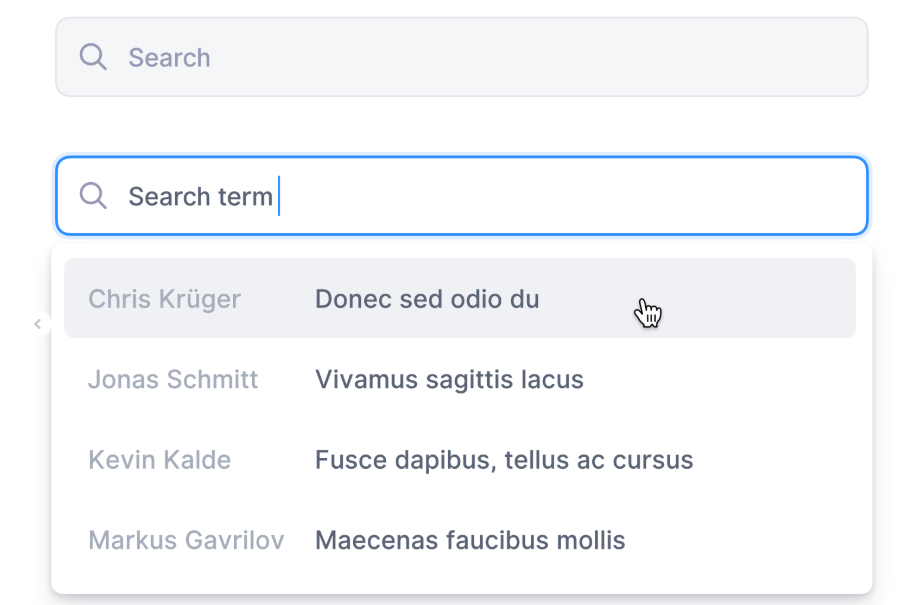 Search
Search term
Chris Krüger Donec sed odio du
Jonas Schmitt Vivamus sagittis lacus
Kevin Kalde Fusce dapibus, tellus ac cursus
Markus Gavrilov Maecenas faucibus mollis